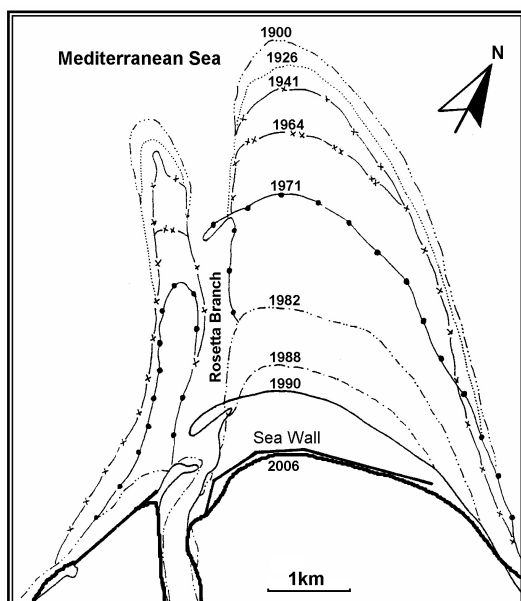 1900
Mediterranean Sea
1926
N
1941
1964
1971
Rosetta Branch
1982
1988
1990
Sea Wall
2006
1km